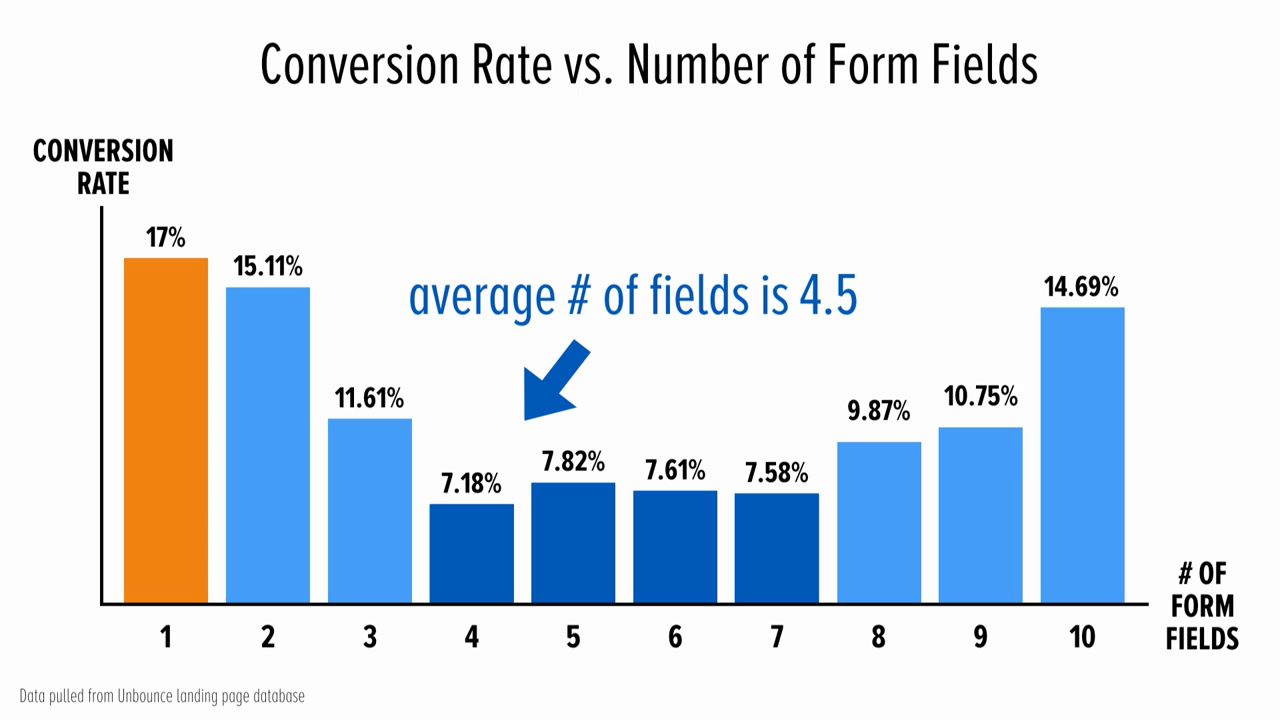 Conversion Rate vs. Number of Form Fields
CONVERSION
RATE
17%
15.11%
11.61%
7.18%
7.82%
7.61%
7.58%
9.87%
10.75%
14.69%
average # of fields is 4.5
1
2
3
4
5
6
7
8
9
10
# OF
FORM
FIELDS
Data pulled from Unbounce landing page database